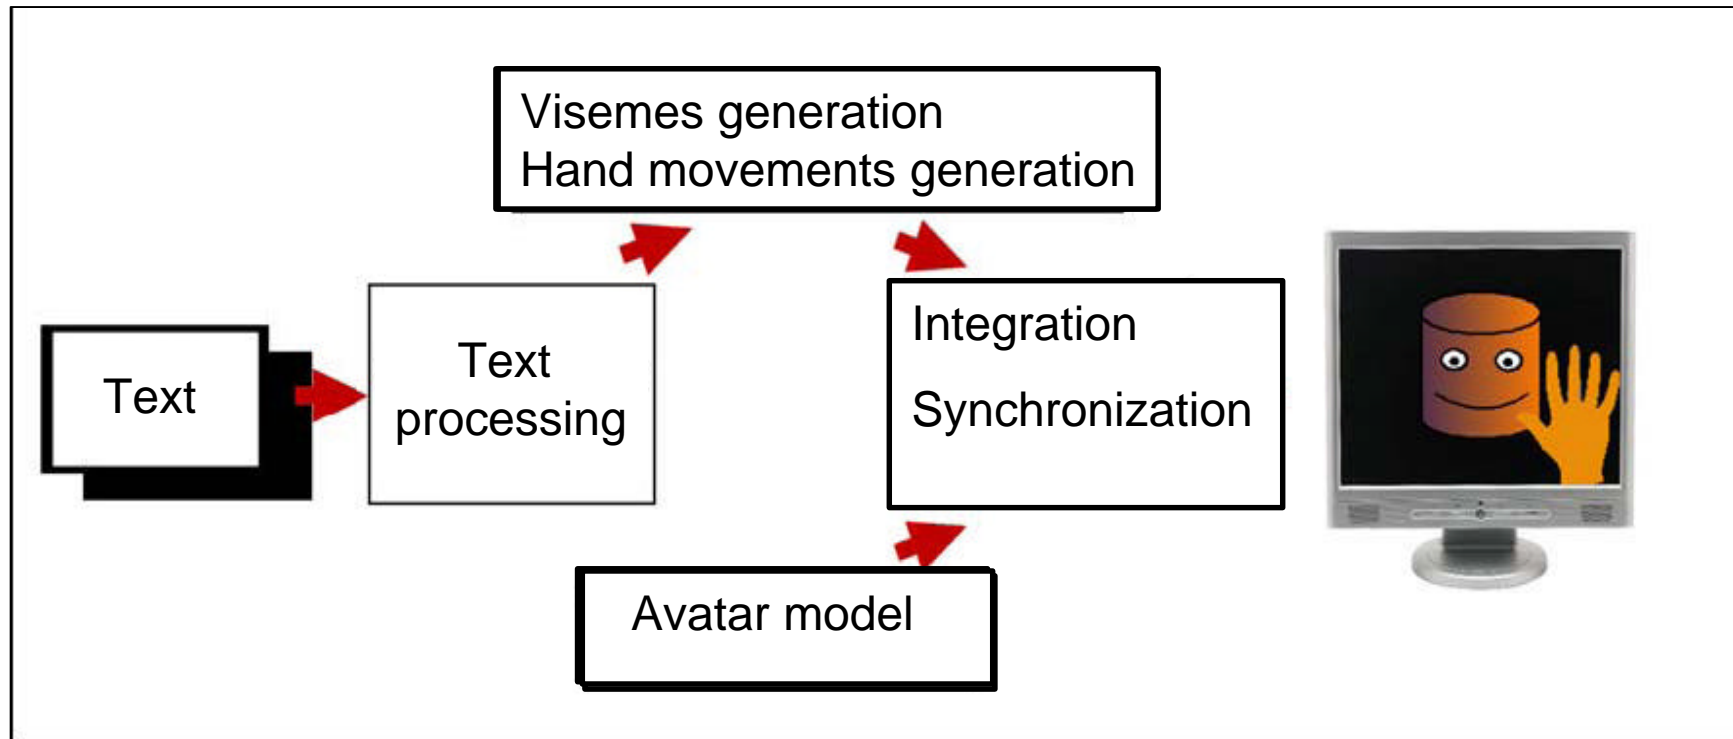 Visemes generation
Hand movements generation
Text
Text
processing
Integration
Synchronization
Avatar model